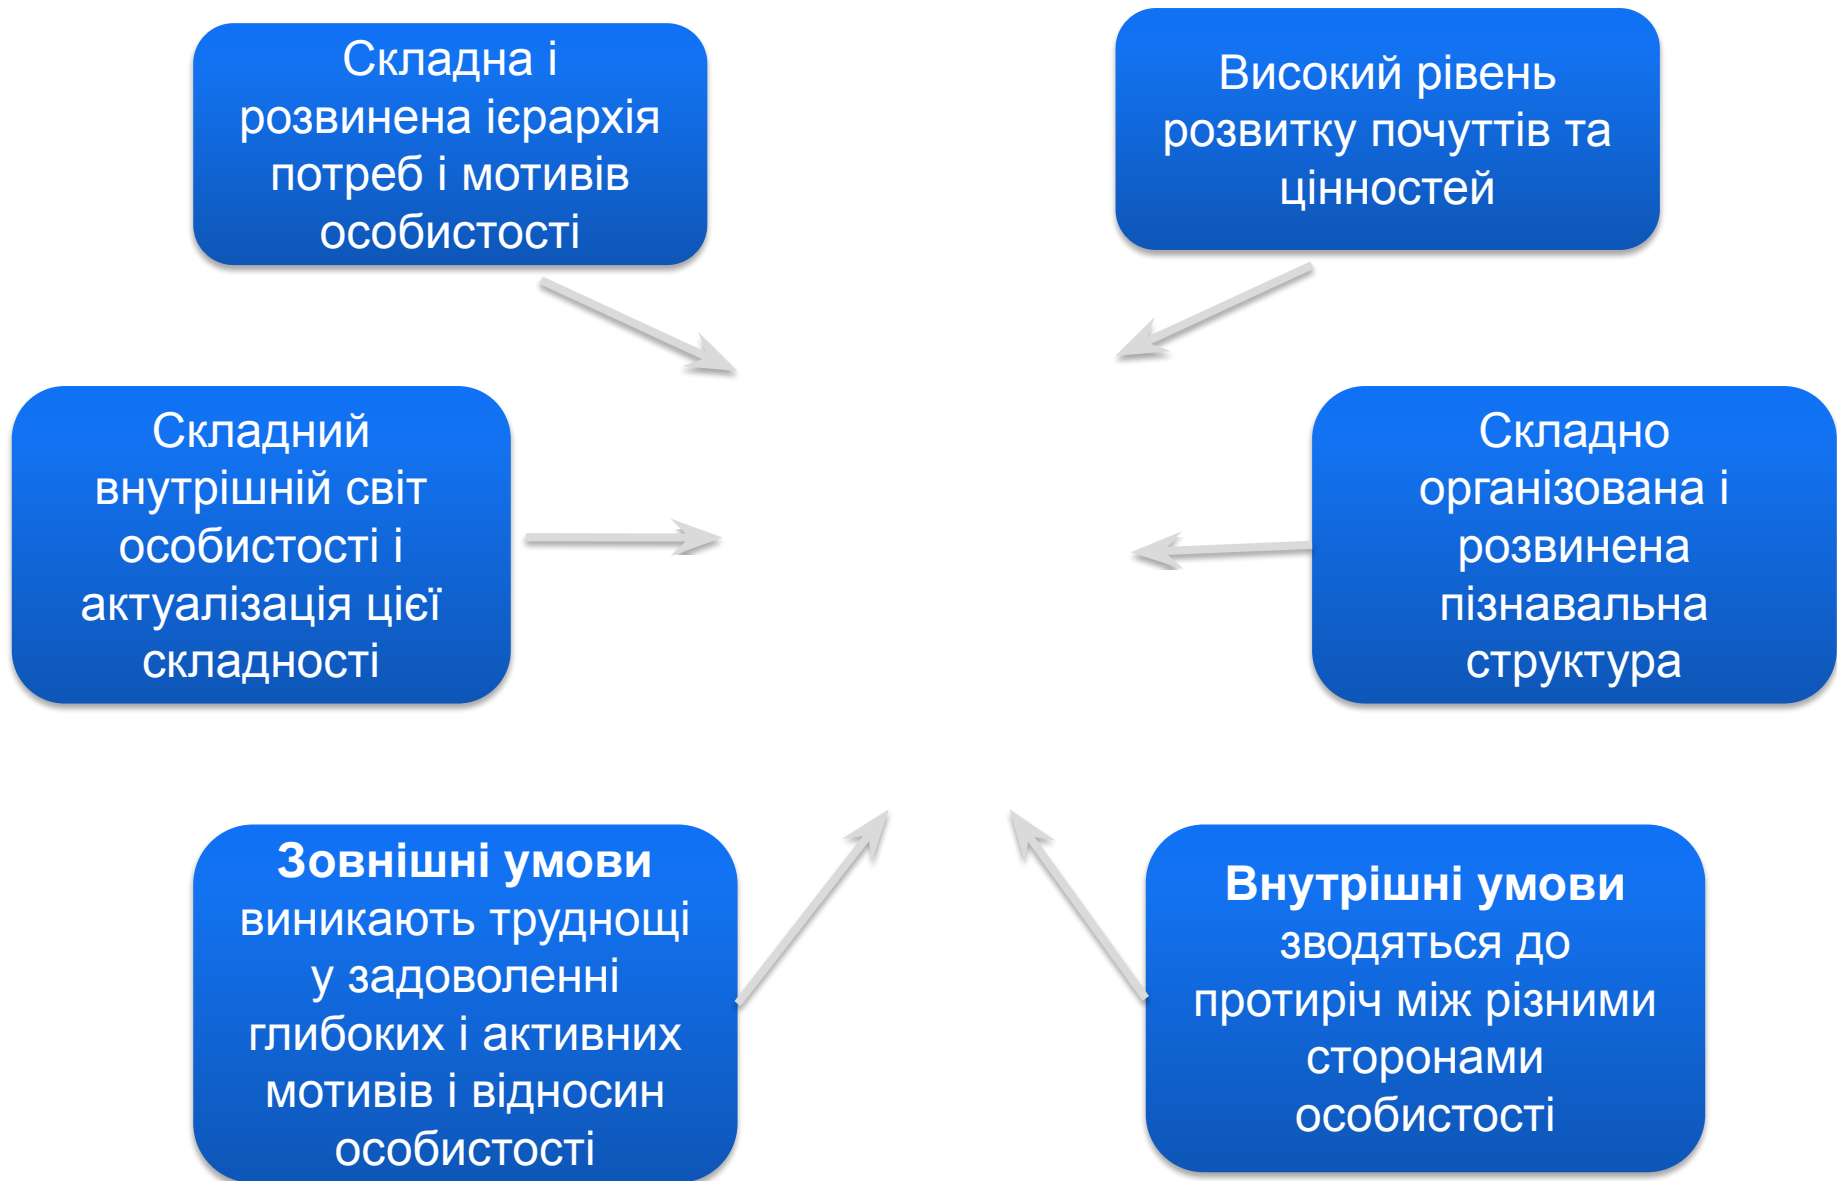 Складна і
розвинена ієрархія
потреб і мотивів
особистості
Високий рівень
розвитку почуттів та
цінностей
Складний
внутрішній світ
особистості і
актуалізація цієї
складності
Складно
організована і
розвинена
пізнавальна
структура
Зовнішні умови
виникають труднощі
у задоволенні
глибоких і активних
мотивів і відносин
особистості
Внутрішні умови
зводяться до
протиріч між різними
сторонами
особистості